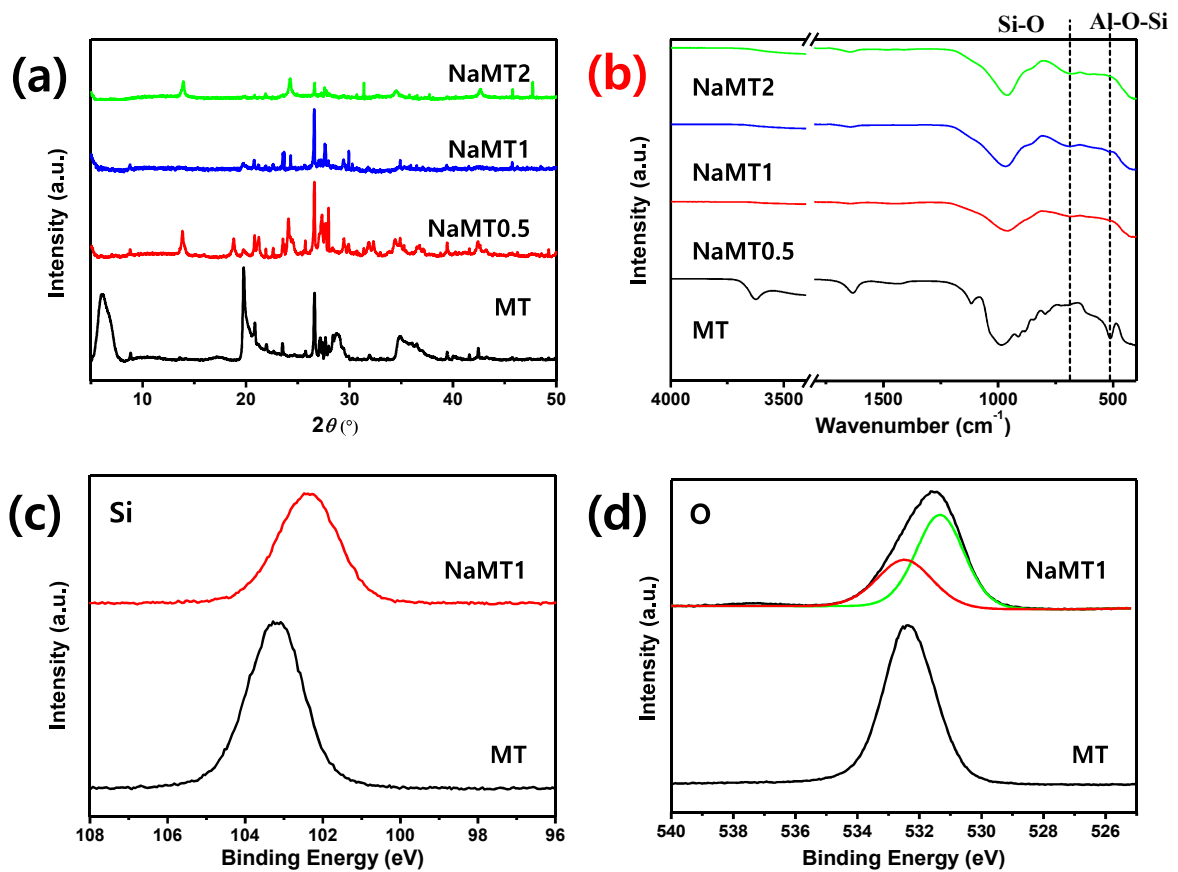 (a)
NaMT2
NaMT1
NaMT0.5
MT
Intensity (a.u.)
10 20 30 40 50
2θ (°)
Si-O Al-O-Si
(b)
NaMT2
NaMT1
NaMT0.5
MT
Intensity (a.u.)
4000 3500 1500 1000 500
Wavenumber (cm⁻¹)
(c)
Si
NaMT1
MT
Intensity (a.u.)
108 106 104 102 100 98 96
Binding Energy (eV)
(d)
O
NaMT1
MT
Intensity (a.u.)
540 538 536 534 532 530 528 526
Binding Energy (eV)